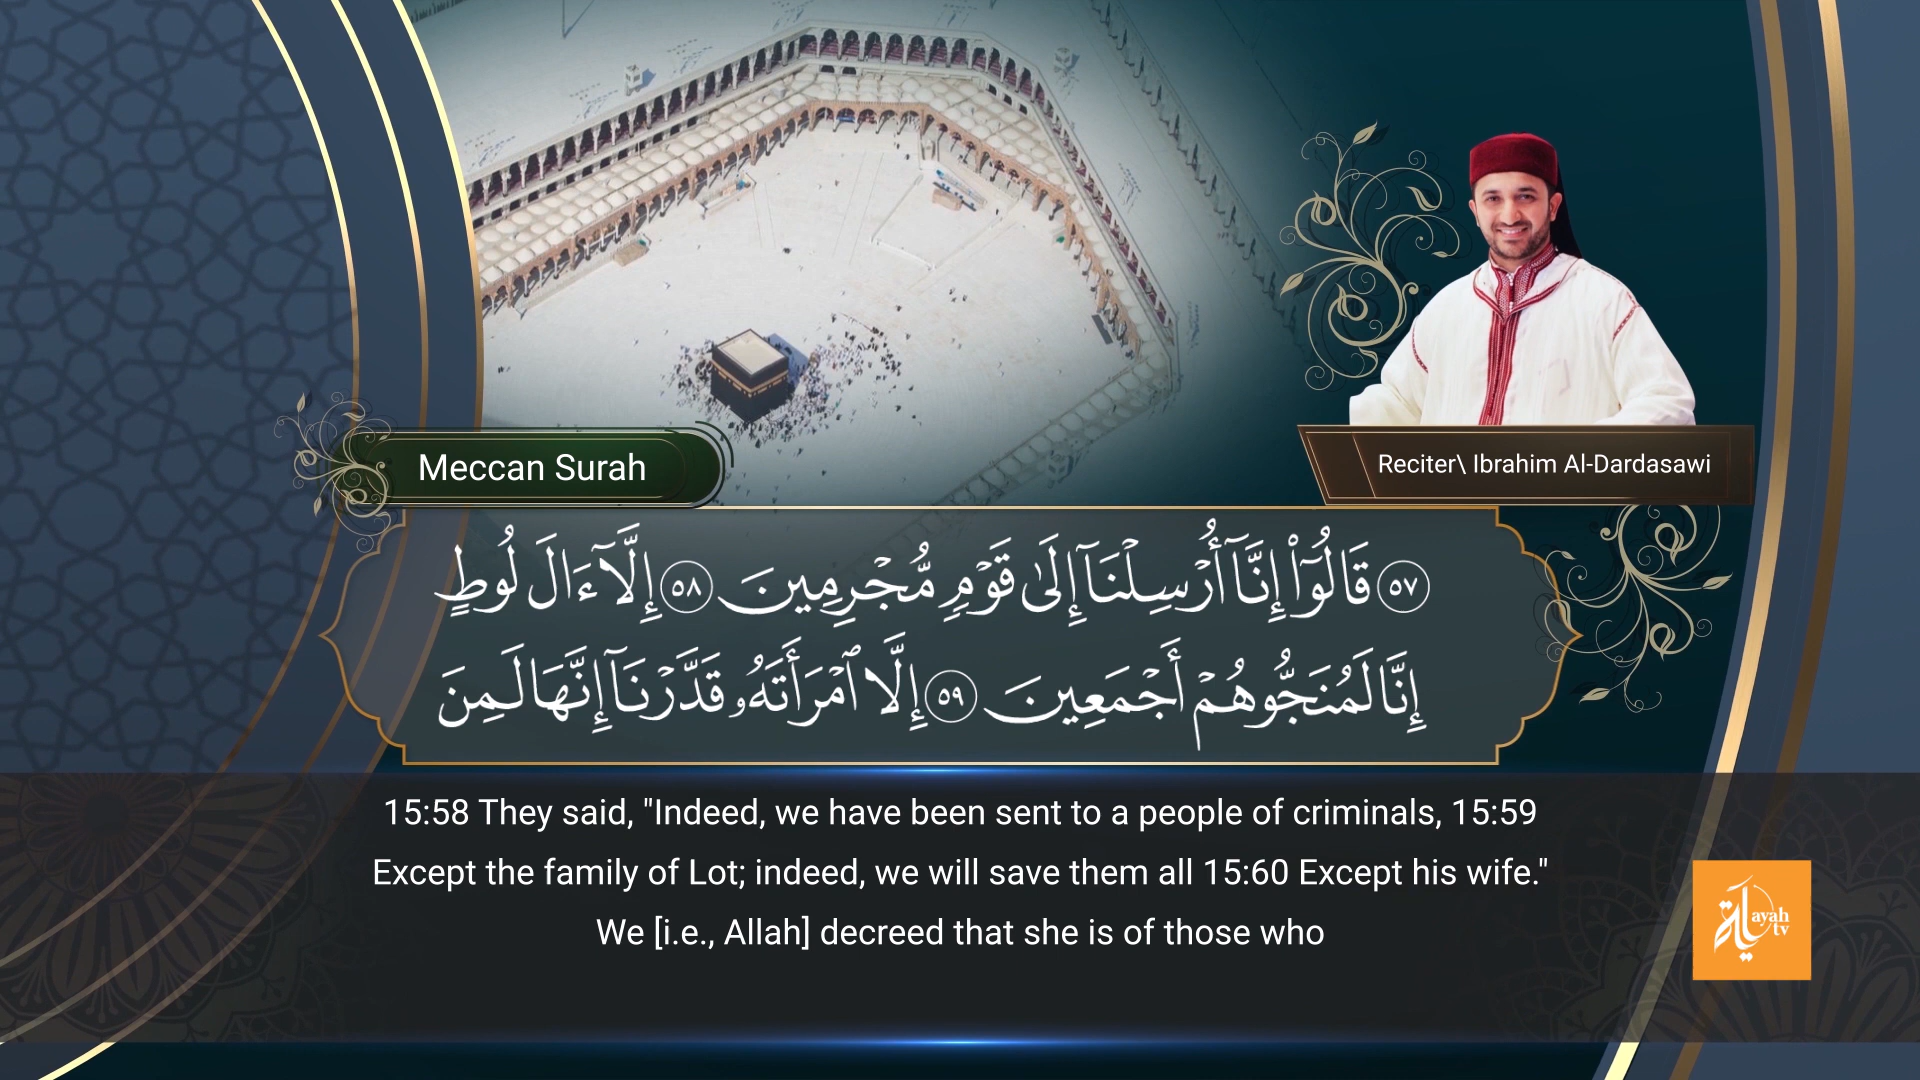 Meccan Surah
Reciter\ Ibrahim Al-Dardasawi
٥٧ قَالُوٓا۟ إِنَّآ أُرْسِلْنَآ إِلَىٰ قَوْمٍ مُّجْرِمِينَ ٥٨ إِلَّآ ءَالَ لُوطٍ
إِنَّا لَمُنَجُّوهُمْ أَجْمَعِينَ ٥٩ إِلَّا ٱمْرَأَتَهُۥ قَدَّرْنَآ إِنَّهَا لَمِنَ
15:58 They said, "Indeed, we have been sent to a people of criminals, 15:59
Except the family of Lot; indeed, we will save them all 15:60 Except his wife."
We [i.e., Allah] decreed that she is of those who
آية
ayah
tv